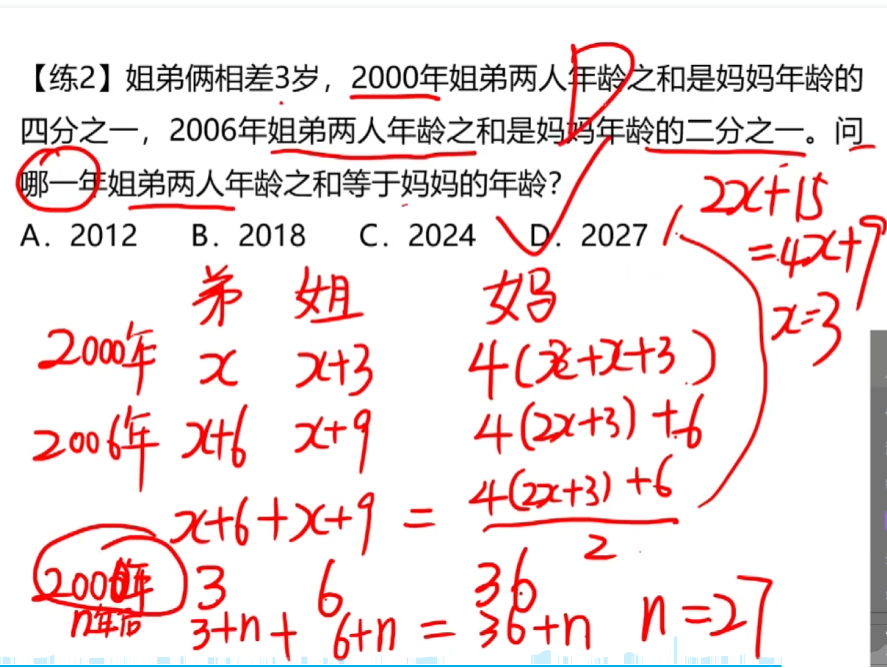 【练2】姐弟俩相差3岁，2000年姐弟两人年龄之和是妈妈年龄的
四分之一，2006年姐弟两人年龄之和是妈妈年龄的二分之一。问
哪一年姐弟两人年龄之和等于妈妈的年龄？
A．2012 B．2018 C．2024 D．2027
D
2x+15
=4x+9
x=3
弟 姐 妈
2000年 x x+3 4(x+x+3)
2006年 x+6 x+9 4(2x+3)+6
x+6+x+9 = 4(2x+3)+6
2
2000年 3 6 36
n年后 3+n + 6+n = 36+n n=27